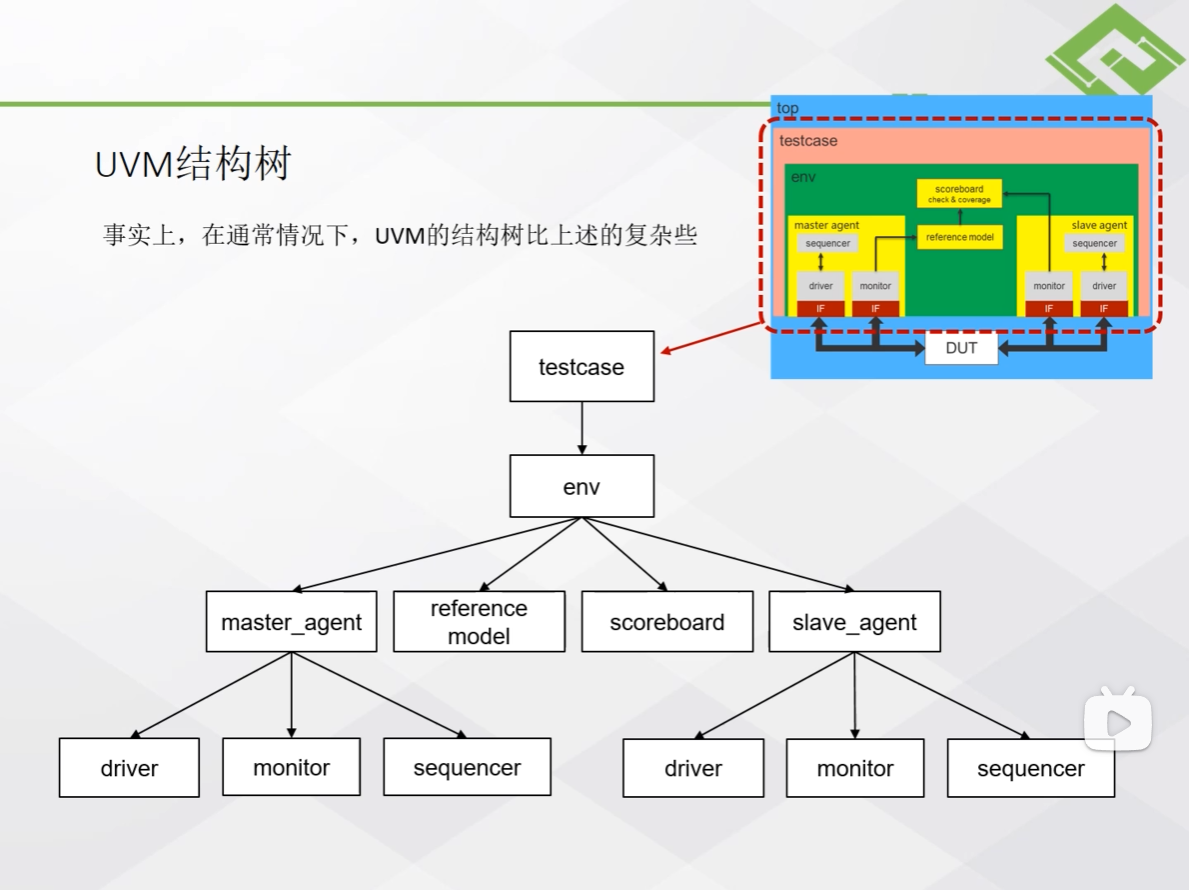 top
testcase
UVM结构树
env
scoreboard
check & coverage
master agent
slave agent
事实上，在通常情况下，UVM的结构树比上述的复杂些
sequencer
reference model
sequencer
driver
monitor
monitor
driver
IF
IF
IF
IF
DUT
testcase
env
master_agent
reference
model
scoreboard
slave_agent
driver
monitor
sequencer
driver
monitor
sequencer